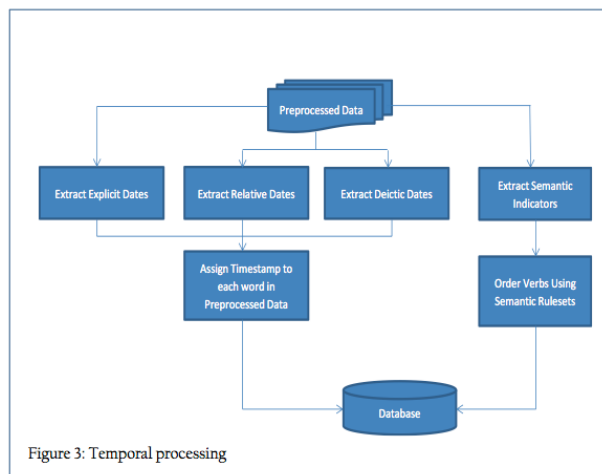 Preprocessed Data
Extract Explicit Dates
Extract Relative Dates
Extract Deictic Dates
Extract Semantic
Indicators
Assign Timestamp to
each word in
Preprocessed Data
Order Verbs Using
Semantic Rulesets
Database
Figure 3: Temporal processing